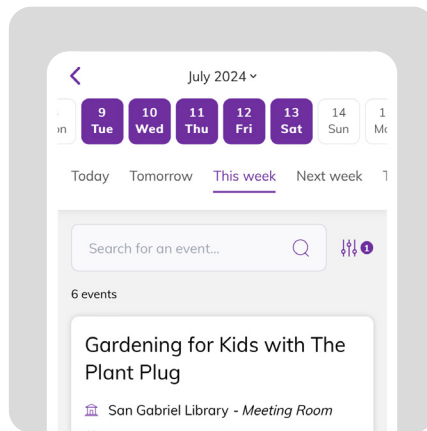 July 2024
on 9 Tue 10 Wed 11 Thu 12 Fri 13 Sat 14 Sun
Today Tomorrow This week Next week
Search for an event... 1
6 events
Gardening for Kids with The
Plant Plug
San Gabriel Library - Meeting Room